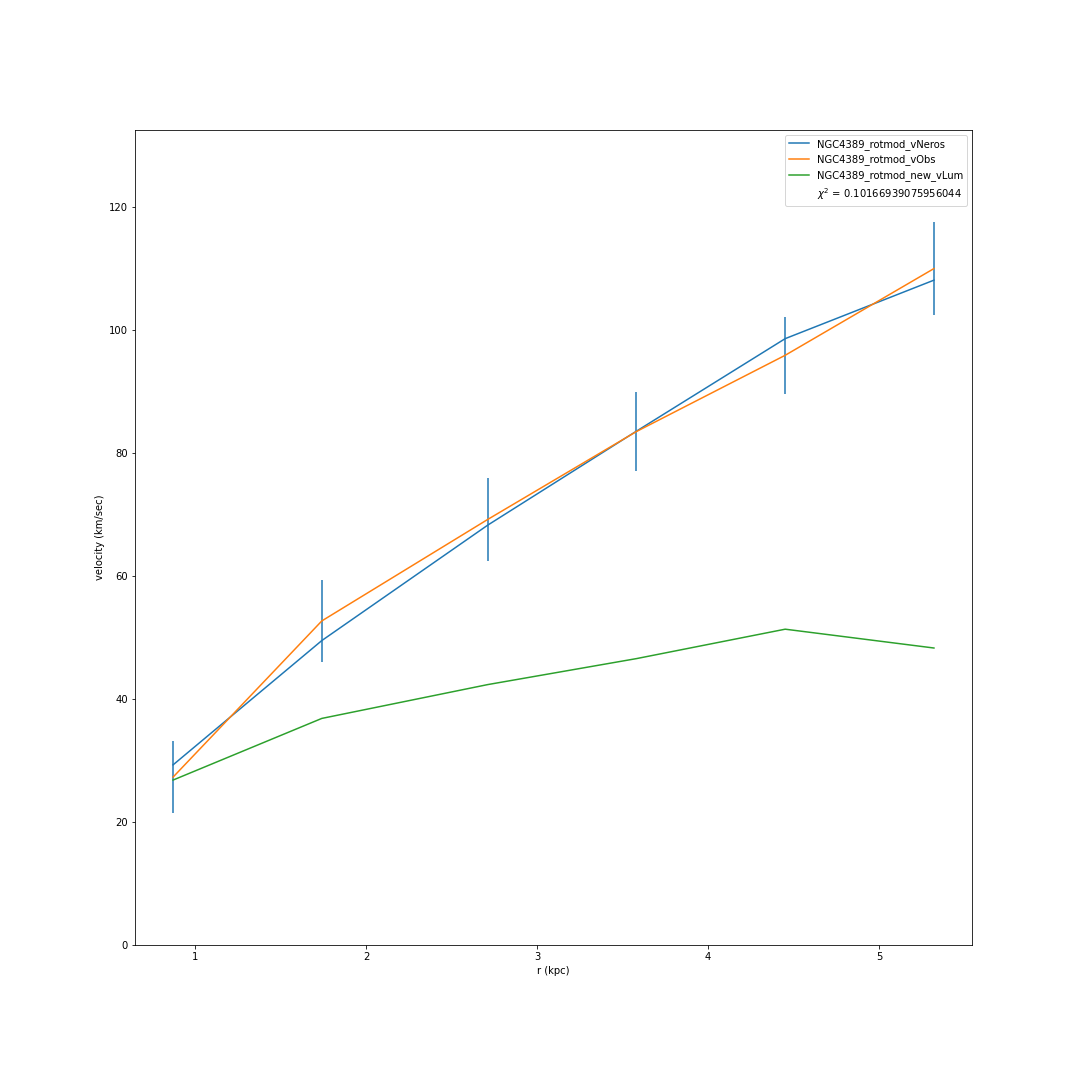 NGC4389_rotmod_vNeros
NGC4389_rotmod_vObs
NGC4389_rotmod_new_vLum
χ² = 0.10166939075956044
120
100
80
60
40
20
0
velocity (km/sec)
1 2 3 4 5
r (kpc)